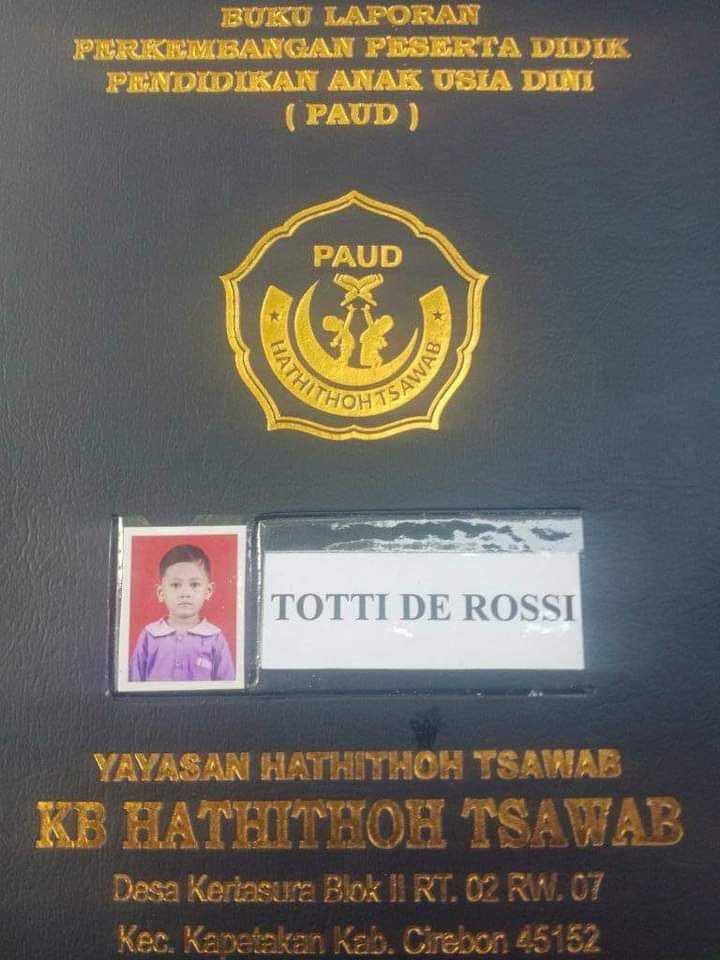 BUKU LAPORAN
PERKEMBANGAN PESERTA DIDIK
PENDIDIKAN ANAK USIA DINI
( PAUD )
PAUD
HATHITHOH TSAWAB
TOTTI DE ROSSI
YAYASAN HATHITHOH TSAWAB
KB HATHITHOH TSAWAB
Desa Kertasura Blok II RT. 02 RW. 07
Kec. Kapetakan Kab. Cirebon 45152